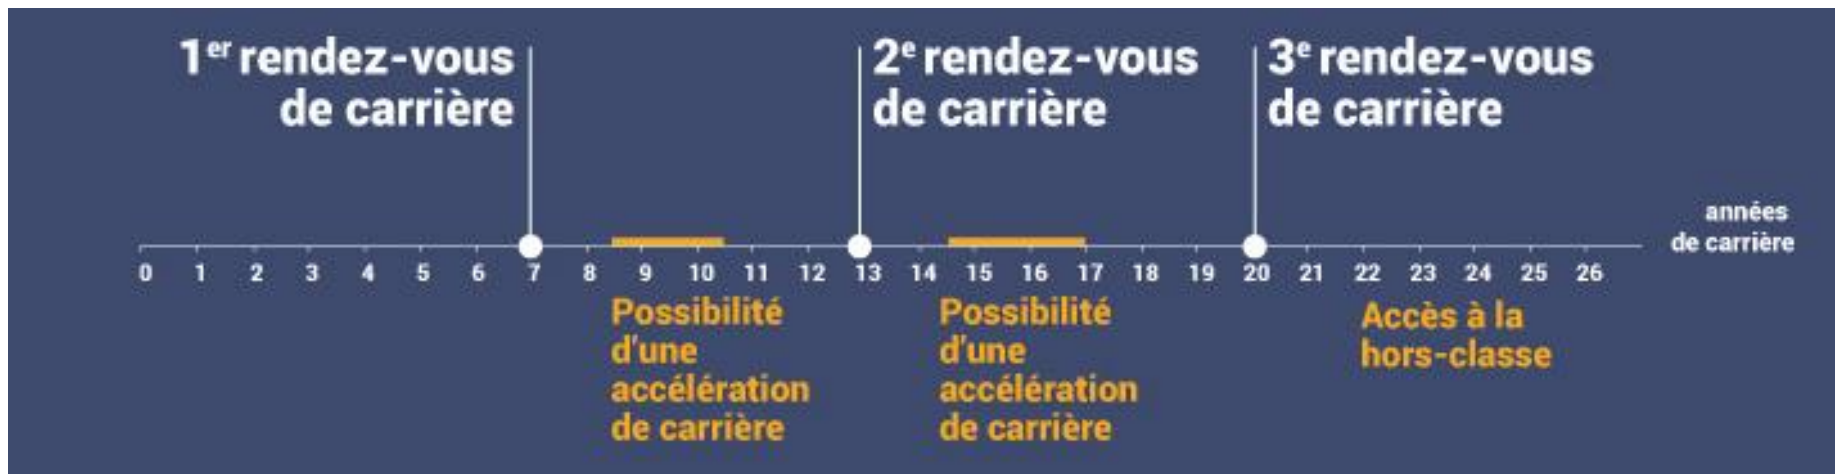 1er rendez-vous
de carrière
2e rendez-vous
de carrière
3e rendez-vous
de carrière
années
de carrière
0 1 2 3 4 5 6 7 8 9 10 11 12 13 14 15 16 17 18 19 20 21 22 23 24 25 26
Possibilité
d'une
accélération
de carrière
Possibilité
d'une
accélération
de carrière
Accès à la
hors-classe